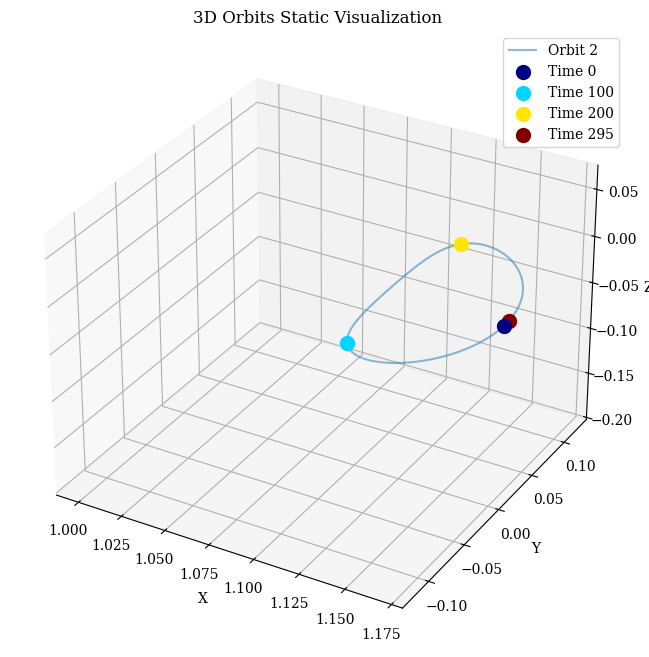 3D Orbits Static Visualization
Orbit 2
Time 0
Time 100
Time 200
Time 295
0.05
0.00
−0.05
−0.10
−0.15
−0.20
Z
0.10
0.05
0.00
−0.05
−0.10
Y
1.000
1.025
1.050
1.075
1.100
1.125
1.150
1.175
X